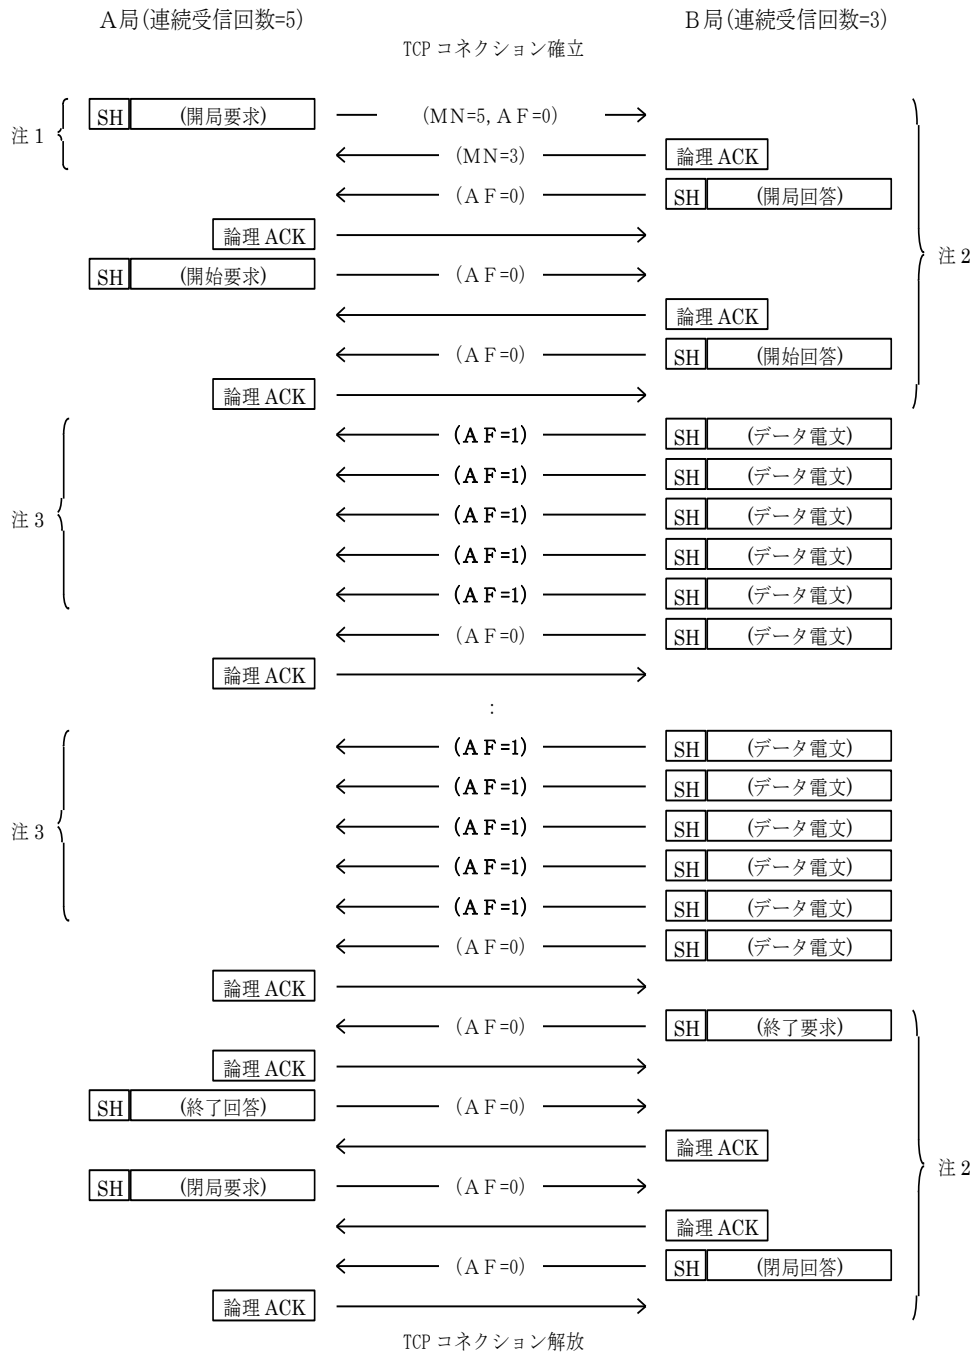 A局(連続受信回数=5) B局(連続受信回数=3)
TCP コネクション確立
注 1 SH (開局要求) (MN=5, AF=0)
(MN=3) 論理 ACK
(AF=0) SH (開局回答)
論理 ACK
SH (開始要求) (AF=0)
注 2
論理 ACK
(AF=0) SH (開始回答)
論理 ACK
(AF=1) SH (データ電文)
(AF=1) SH (データ電文)
注 3 (AF=1) SH (データ電文)
(AF=1) SH (データ電文)
(AF=1) SH (データ電文)
(AF=0) SH (データ電文)
論理 ACK
:
(AF=1) SH (データ電文)
(AF=1) SH (データ電文)
注 3 (AF=1) SH (データ電文)
(AF=1) SH (データ電文)
(AF=1) SH (データ電文)
(AF=0) SH (データ電文)
論理 ACK
(AF=0) SH (終了要求)
論理 ACK
SH (終了回答) (AF=0)
論理 ACK
注 2
SH (閉局要求) (AF=0)
論理 ACK
(AF=0) SH (閉局回答)
論理 ACK
TCP コネクション解放